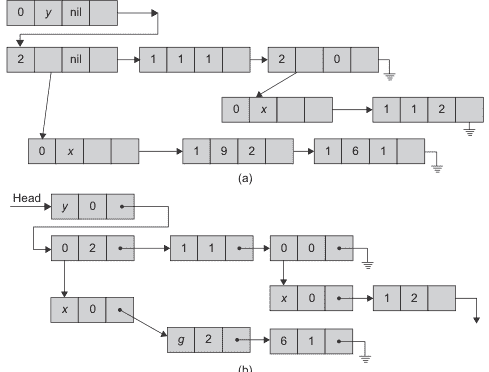 0 y nil
2 nil 1 1 1 2 0
0 x 1 1 2
0 x 1 9 2 1 6 1
(a)
Head y 0
0 2 1 1 0 0
x 0 1 2
x 0
g 2 6 1
(b)